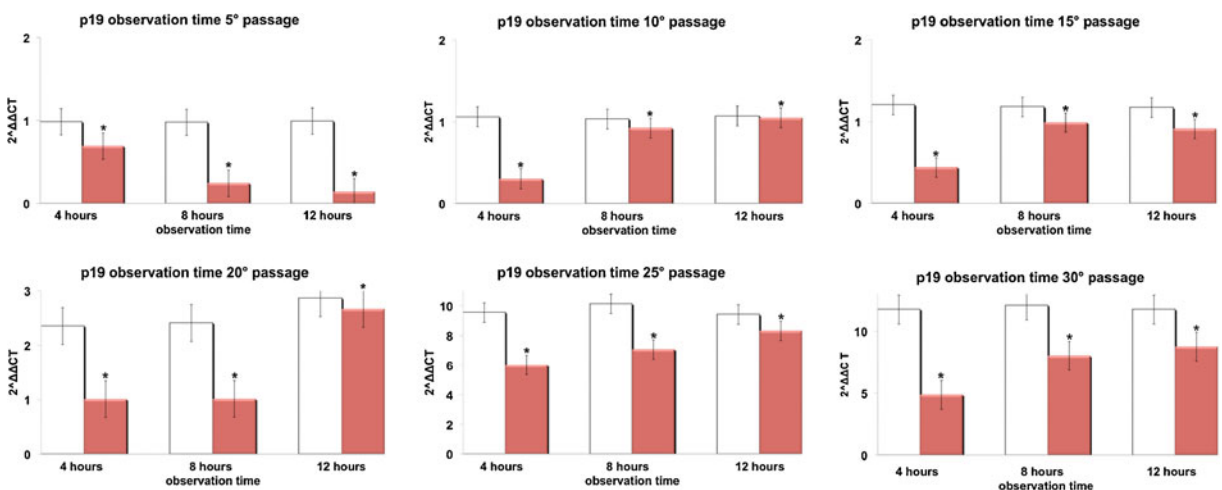 p19 observation time 5° passage
2^ΔΔCT
2
1
0
*
*
*
4 hours
8 hours
12 hours
observation time
p19 observation time 10° passage
2^ΔΔCT
2
1
0
*
*
*
4 hours
8 hours
12 hours
observation time
p19 observation time 15° passage
2^ΔΔCT
2
1
0
*
*
*
4 hours
8 hours
12 hours
observation time
p19 observation time 20° passage
2^ΔΔCT
3
2
1
0
*
*
*
4 hours
8 hours
12 hours
observation time
p19 observation time 25° passage
2^ΔΔCT
10
8
6
4
2
0
*
*
*
4 hours
8 hours
12 hours
observation time
p19 observation time 30° passage
2^ΔΔC T
10
5
0
*
*
*
4 hours
8 hours
12 hours
observation time